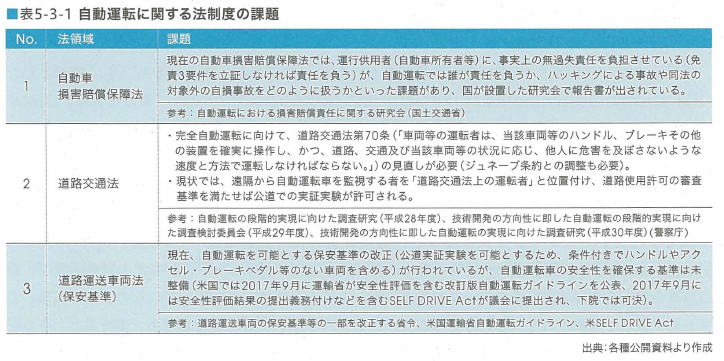 ■表5-3-1 自動運転に関する法制度の課題
No. 法領域 課題
1 自動車損害賠償保障法
現在の自動車損害賠償保障法では、運行供用者(自動車所有者等)に、事実上の無過失責任を負担させている(免
責3要件を立証しなければ責任を負う)が、自動運転では誰が責任を負うか、ハッキングによる事故や同法の
対象外の自損事故をどのように扱うかといった課題があり、国が設置した研究会で報告書が出されている。
参考:自動運転における損害賠償責任に関する研究会(国土交通省)
2 道路交通法
・完全自動運転に向けて、道路交通法第70条(「車両等の運転者は、当該車両等のハンドル、ブレーキその他
の装置を確実に操作し、かつ、道路、交通及び当該車両等の状況に応じ、他人に危害を及ぼさないような
速度と方法で運転しなければならない。」)の見直しが必要(ジュネーブ条約との調整も必要)。
・現状では、遠隔から自動運転車を監視する者を「道路交通法上の運転者」と位置付け、道路使用許可の審査
基準を満たせば公道での実証実験が許可される。
参考:自動運転の段階的実現に向けた調査研究(平成28年度)、技術開発の方向性に即した自動運転の段階的実現に向け
た調査検討委員会(平成29年度)、技術開発の方向性に即した自動運転の実現に向けた調査研究(平成30年度)(警察庁)
3 道路運送車両法
(保安基準)
現在、自動運転を可能とする保安基準の改正(公道実証実験を可能とするため、条件付きでハンドルやア
クセル・ブレーキペダル等のない車両を含める)が行われているが、自動運転車の安全性を確保する基準は未
整備(米国では2017年9月に運輸省が安全性評価を含む改訂版自動運転ガイドラインを公表、2017年9月に
は安全性評価結果の提出義務付けなどを含むSELF DRIVE Actが議会に提出され、下院では可決)。
参考:道路運送車両の保安基準等の一部を改正する省令、米国運輸省自動運転ガイドライン、米SELF DRIVE Act
出典:各種公開資料より作成